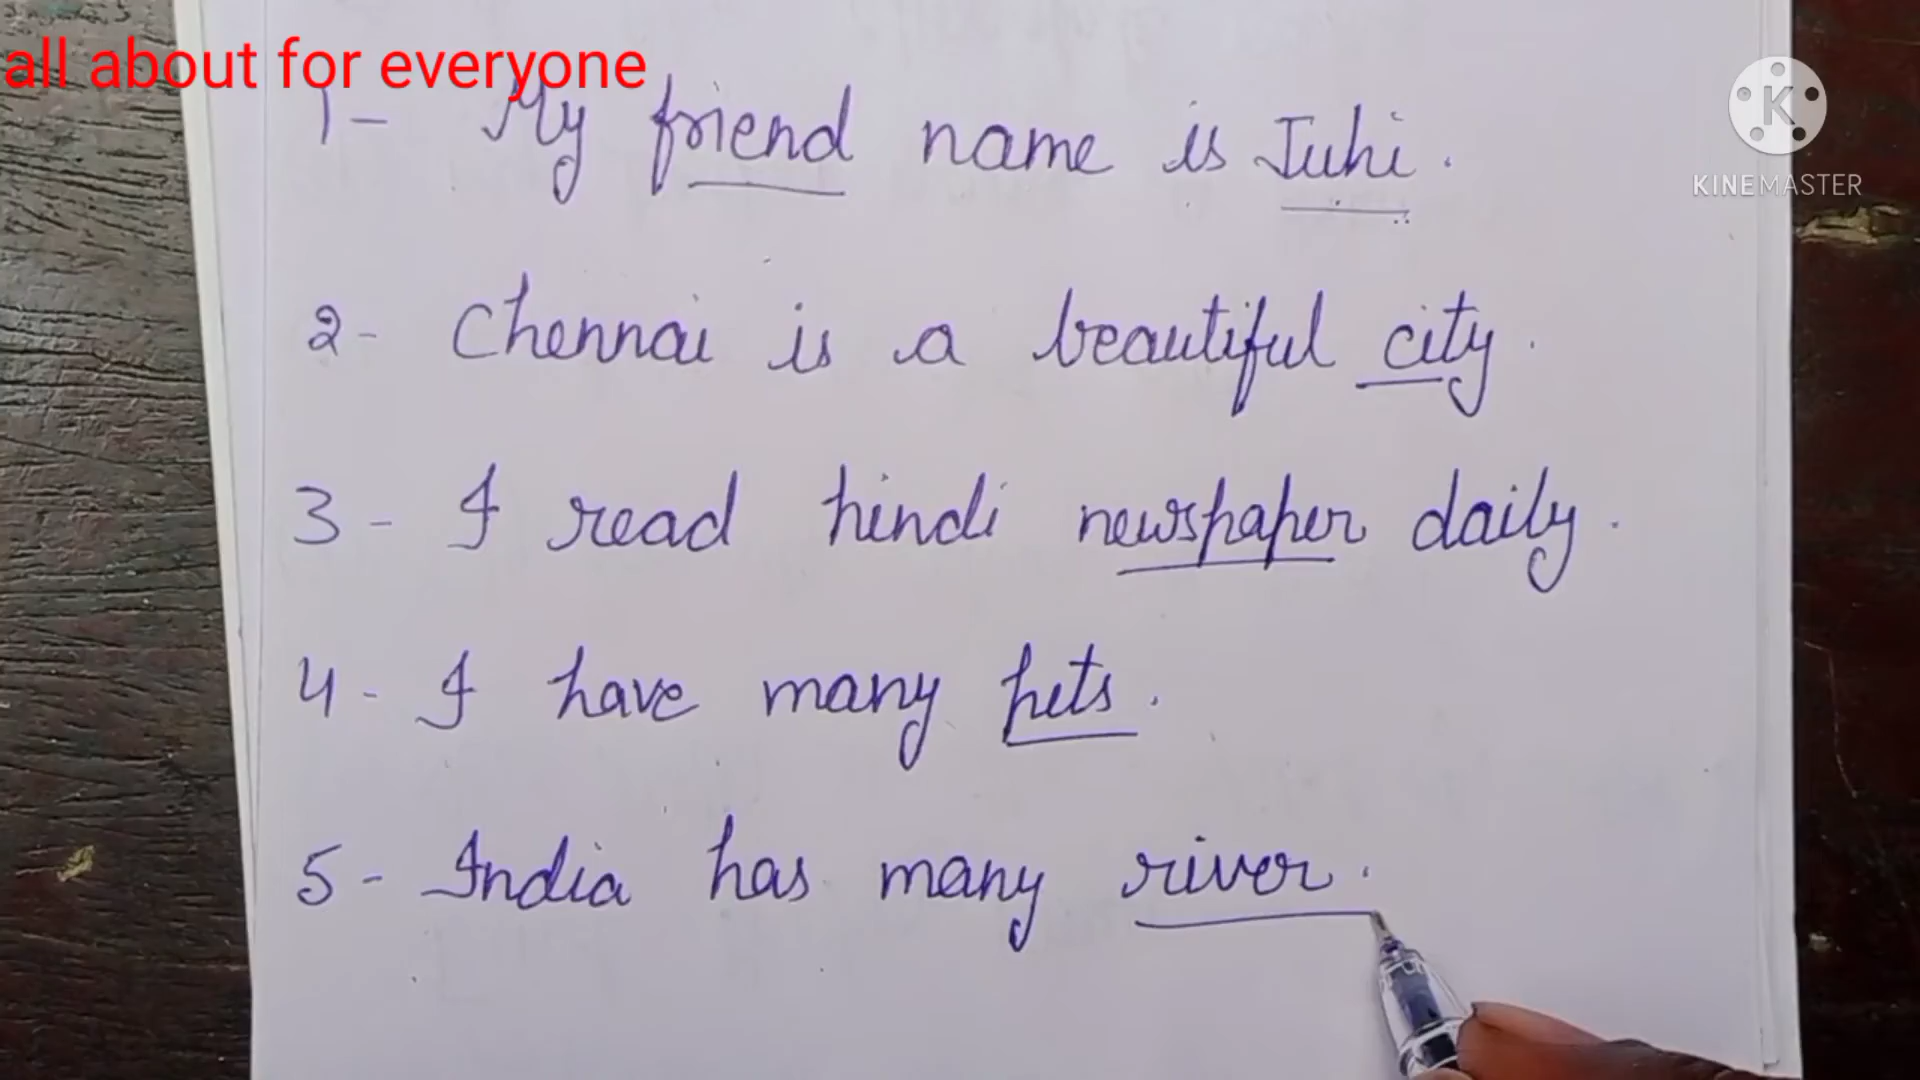 all about for everyone
KINEMASTER
1- My friend name is Juhi.
2- Chennai is a beautiful city.
3- I read hindi newspaper daily.
4- I have many pets.
5- India has many river.